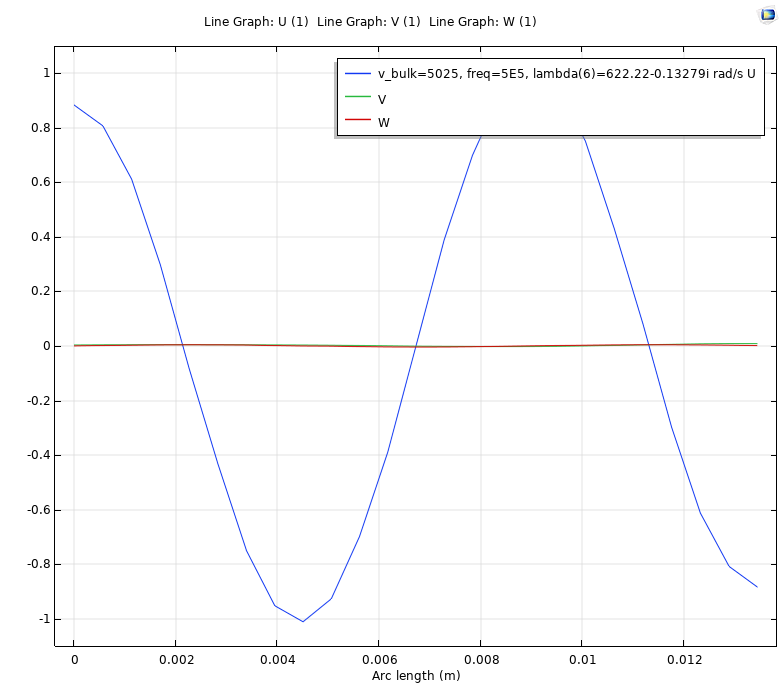 Line Graph: U (1) Line Graph: V (1) Line Graph: W (1)
v_bulk=5025, freq=5E5, lambda(6)=622.22-0.13279i rad/s U
V
W
1
0.8
0.6
0.4
0.2
0
-0.2
-0.4
-0.6
-0.8
-1
0 0.002 0.004 0.006 0.008 0.01 0.012
Arc length (m)